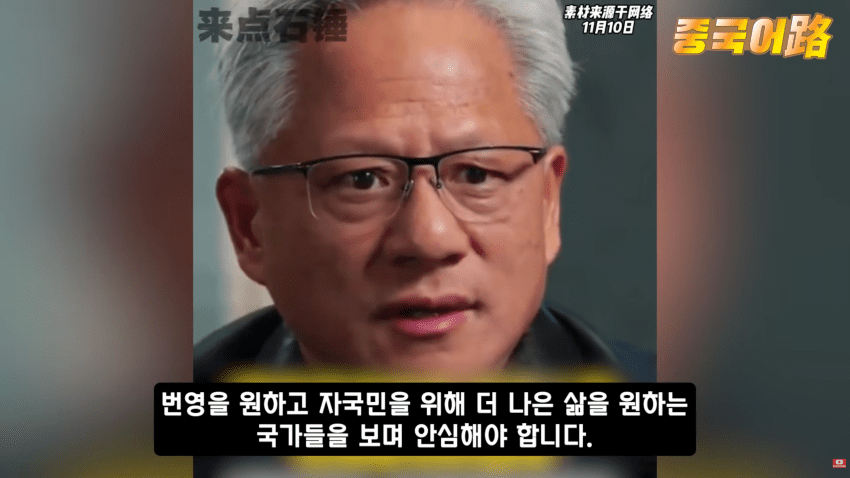 来点石锤
素材来源于网络
11月10日
중국어路
번영을 원하고 자국민을 위해 더 나은 삶을 원하는
국가들을 보며 안심해야 합니다.